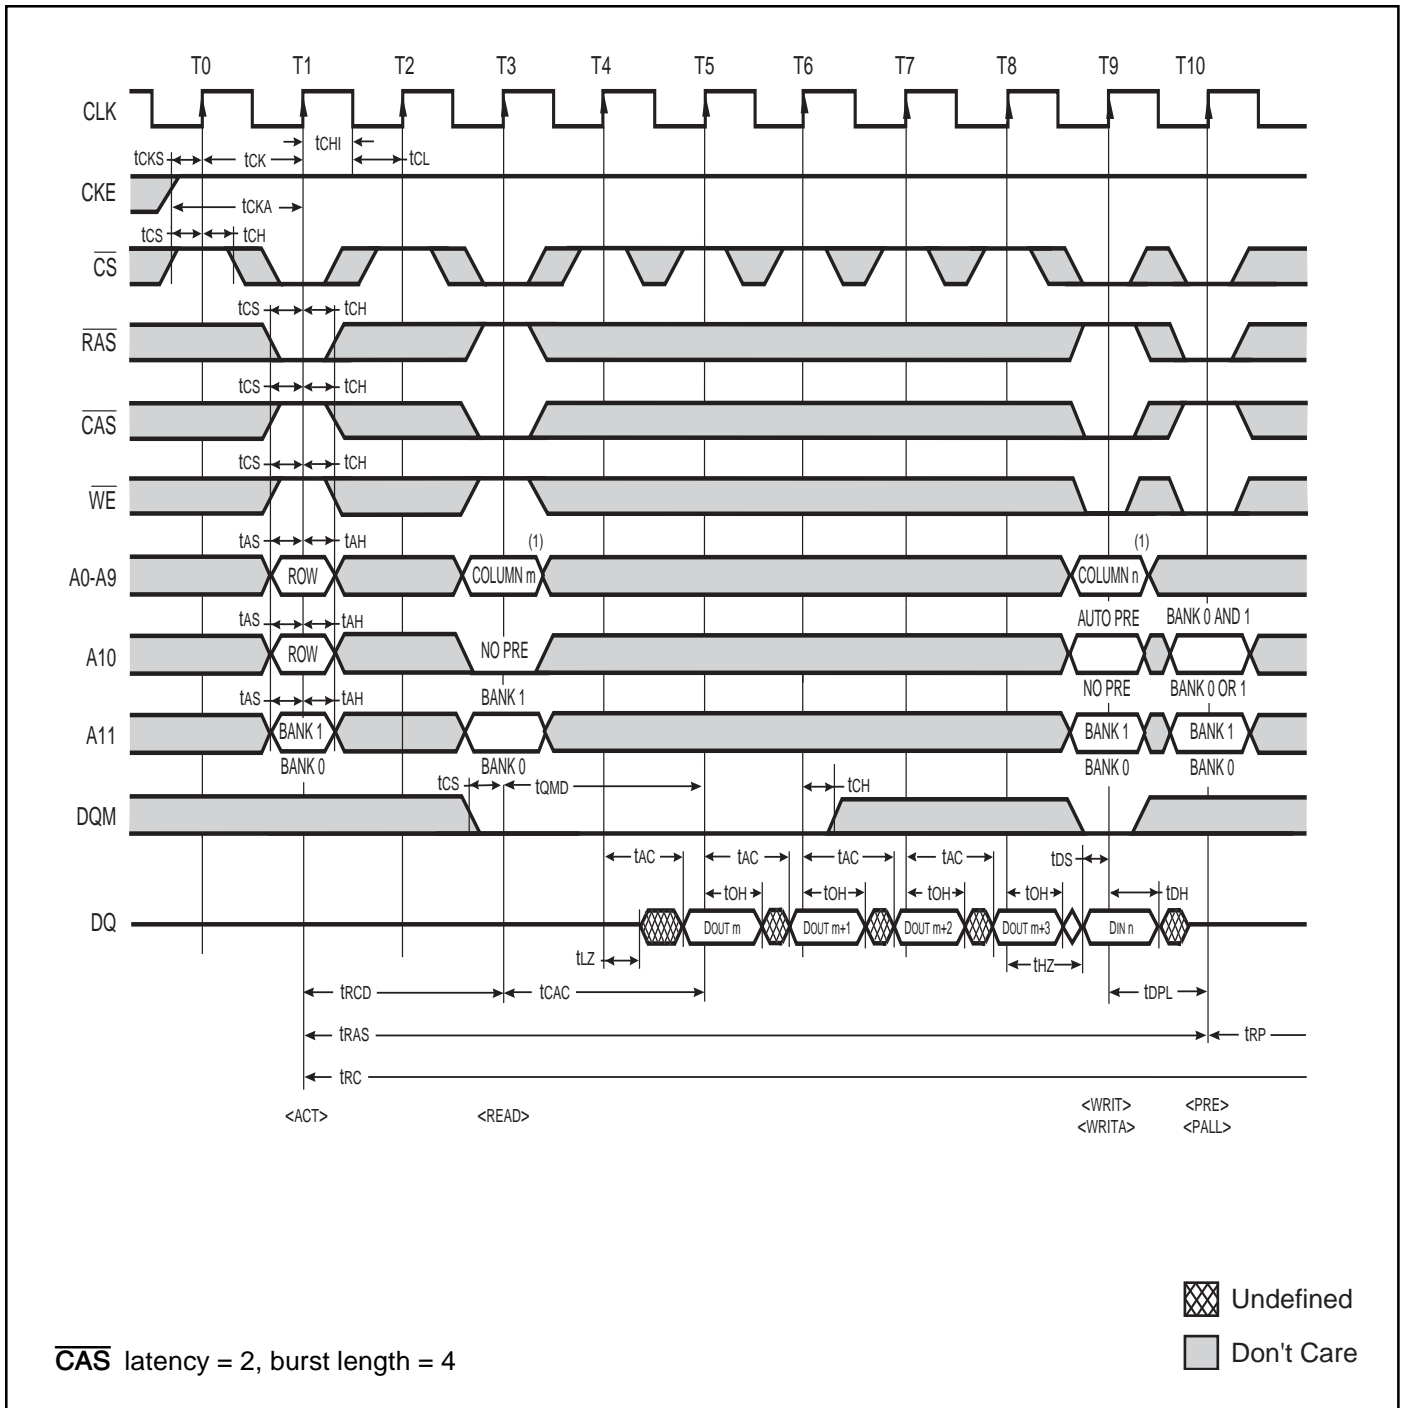 T0 T1 T2 T3 T4 T5 T6 T7 T8 T9 T10
CLK
tCHI
tCKS tCK tCL
CKE
tCKA
tCS tCH
CS
tCS tCH
RAS
tCS tCH
CAS
tCS tCH
WE
tAS tAH (1) (1)
A0-A9 ROW COLUMN m COLUMN n
tAS tAH AUTO PRE BANK 0 AND 1
A10 ROW NO PRE
tAS tAH BANK 1 NO PRE BANK 0 OR 1
A11 BANK 1 BANK 1 BANK 1
BANK 0 BANK 0 BANK 0 BANK 0
tCS tQMD tCH
DQM
tAC tAC tAC tAC tDS
tOH tOH tOH tOH tDH
DQ DOUT m DOUT m+1 DOUT m+2 DOUT m+3 DIN n
tLZ tHZ
tRCD tCAC tDPL
tRAS tRP
tRC
<ACT> <READ> <WRIT> <PRE>
<WRITA> <PALL>
Undefined
CAS latency = 2, burst length = 4
Don't Care